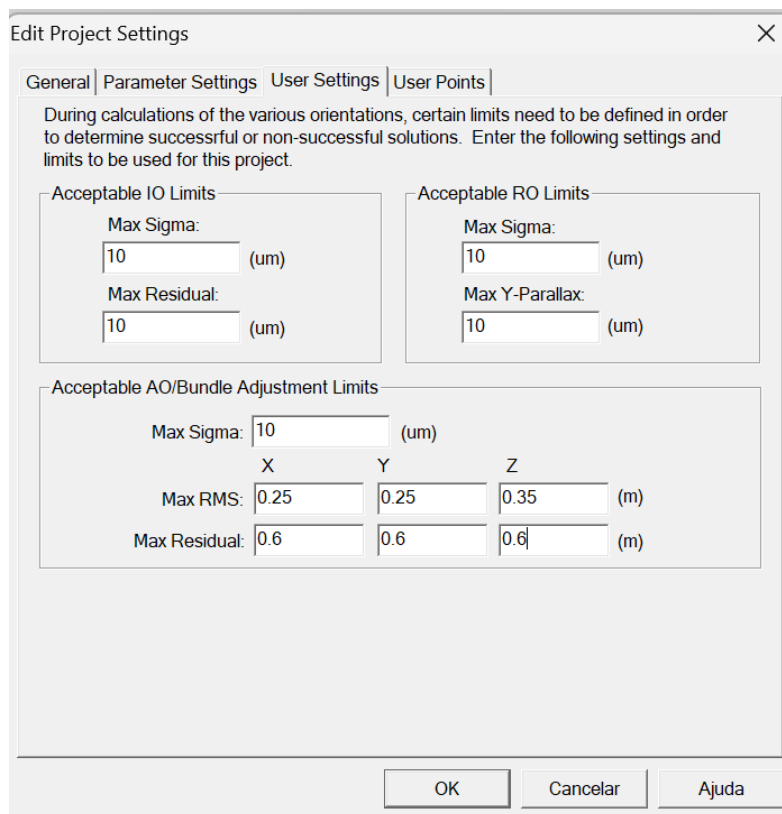 Edit Project Settings
General Parameter Settings User Settings User Points
During calculations of the various orientations, certain limits need to be defined in order
to determine successrful or non-successful solutions. Enter the following settings and
limits to be used for this project.
Acceptable IO Limits
Max Sigma:
10 (um)
Max Residual:
10 (um)
Acceptable RO Limits
Max Sigma:
10 (um)
Max Y-Parallax:
10 (um)
Acceptable AO/Bundle Adjustment Limits
Max Sigma: 10 (um)
X Y Z
Max RMS: 0.25 0.25 0.35 (m)
Max Residual: 0.6 0.6 0.6 (m)
OK Cancelar Ajuda